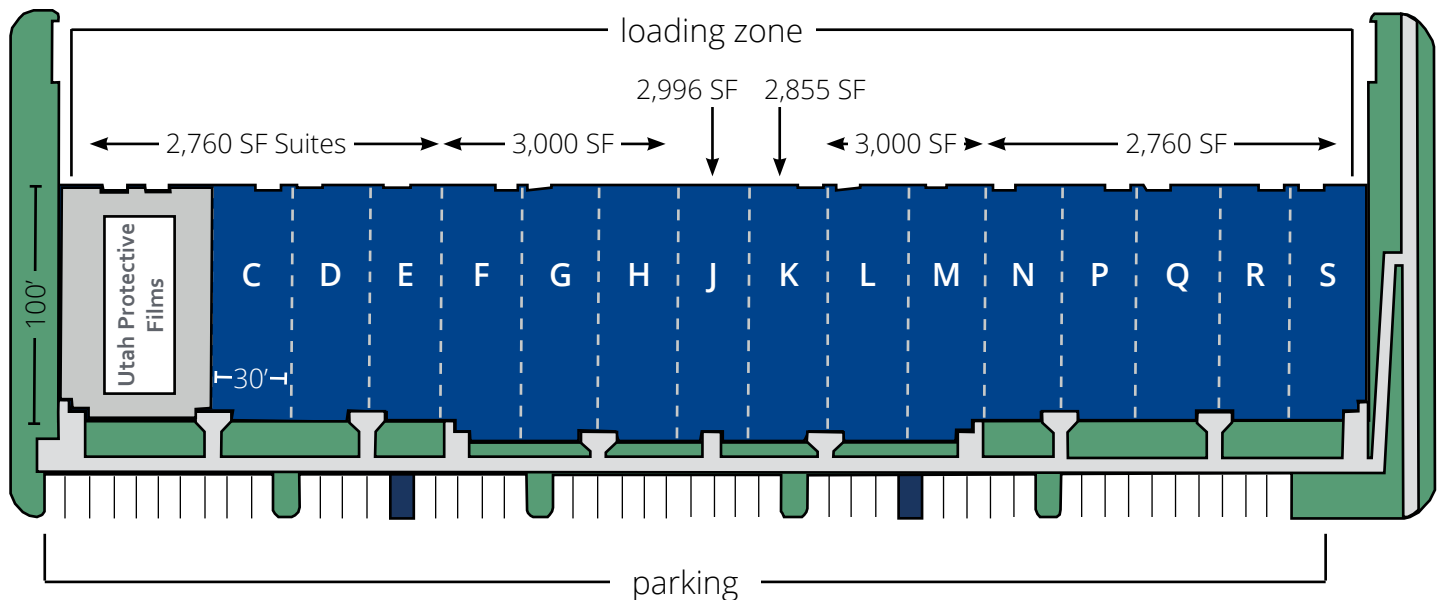 loading zone
2,996 SF
2,855 SF
2,760 SF Suites
3,000 SF
3,000 SF
2,760 SF
Utah Protective
Films
C
D
E
F
G
H
J
K
L
M
N
P
Q
R
S
100’
30’
parking